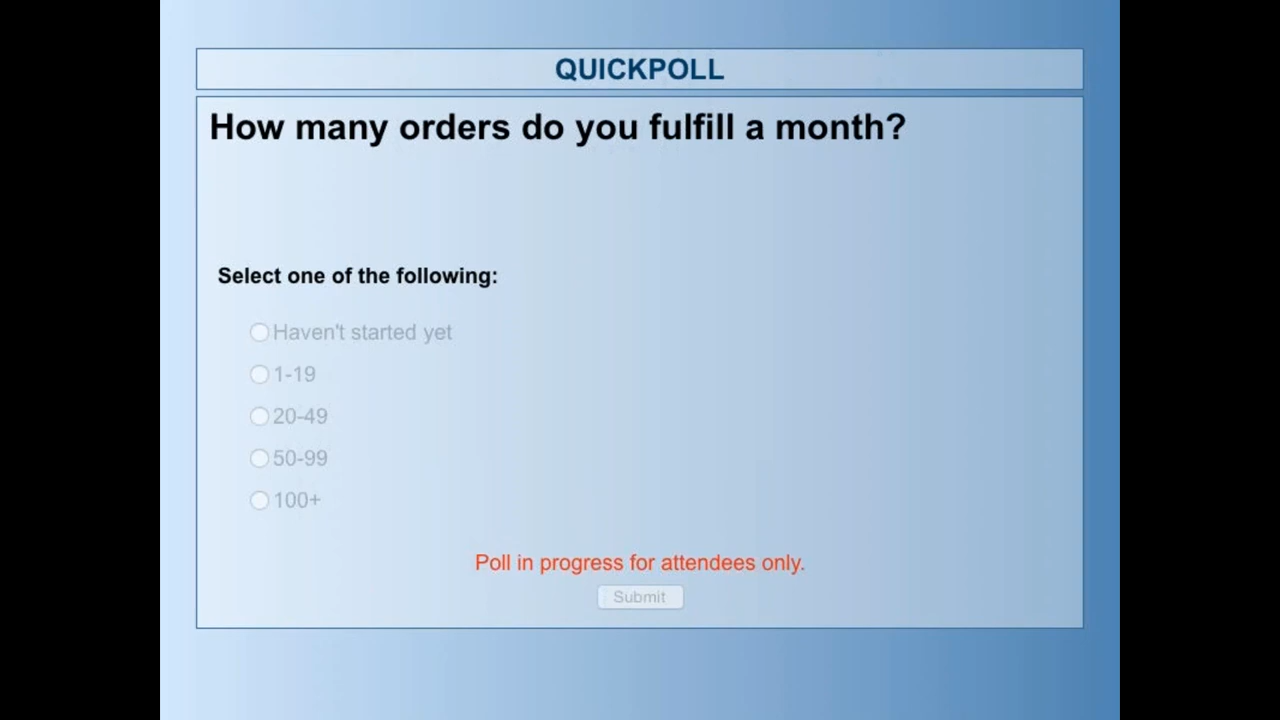 QUICKPOLL
How many orders do you fulfill a month?
Select one of the following:
Haven't started yet
1-19
20-49
50-99
100+
Poll in progress for attendees only.
Submit